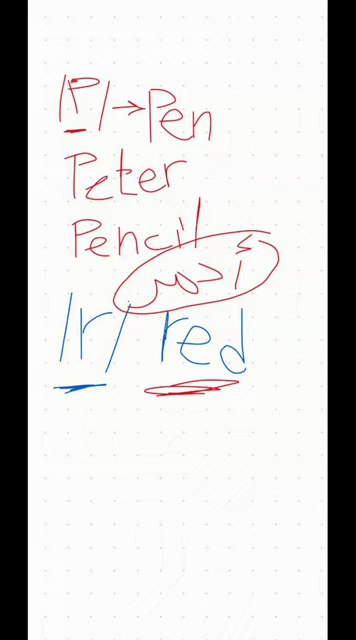 /P/→Pen
Peter
Pencil
أحمر
/r/ red